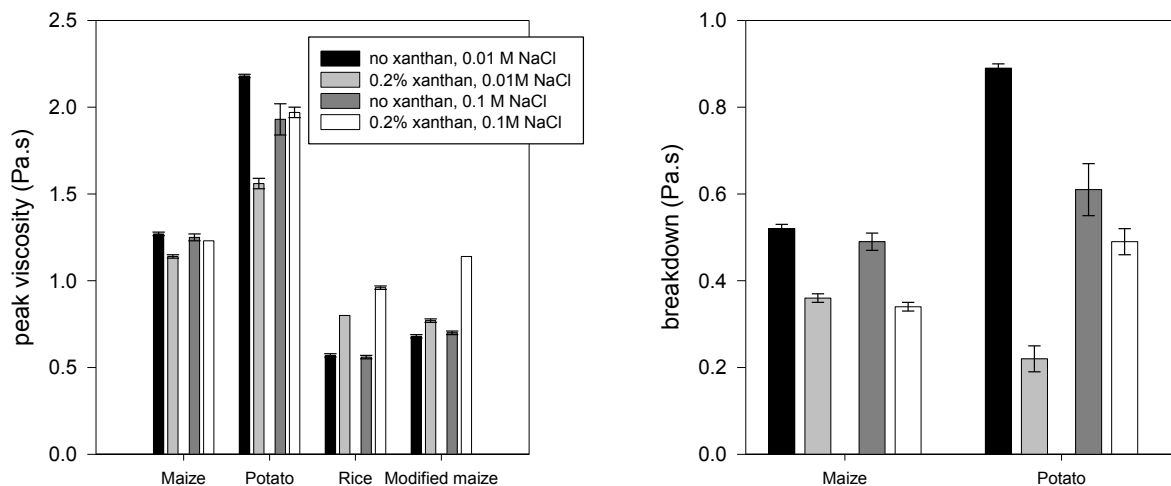 2.5
2.0
1.5
1.0
0.5
0.0
peak viscosity (Pa.s)
no xanthan, 0.01 M NaCl
0.2% xanthan, 0.01M NaCl
no xanthan, 0.1 M NaCl
0.2% xanthan, 0.1M NaCl
Maize Potato Rice Modified maize
1.0
0.8
0.6
0.4
0.2
0.0
breakdown (Pa.s)
Maize Potato